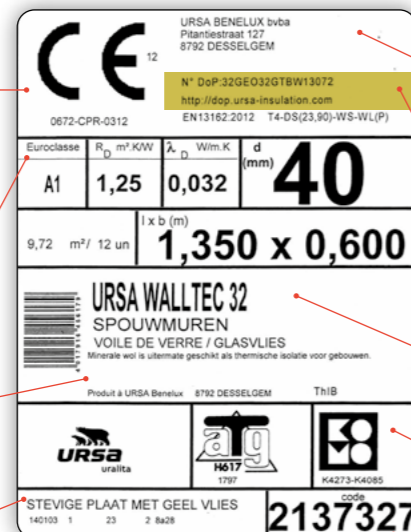 URSA BENELUX bvba
Pitantiestraat 127
8792 DESSELGEM
CE 12
N° DoP:32GEO32GTBW13072
http://dop.ursa-insulation.com
0672-CPR-0312 EN13162:2012 T4-DS(23,90)-WS-WL(P)
Euroclasse R D m².K/W λ D W/m.K d (mm)
A1 1,25 0,032 40
l x b (m)
9,72 m²/ 12 un 1,350 x 0,600
URSA WALLTEC 32
SPOUWMUREN
VOILE DE VERRE / GLASVLIES
Minerale wol is uitermate geschikt als thermische isolatie voor gebouwen.
Produit à URSA Benelux 8792 DESSELGEM ThIB
URSA
uralita
atg
H617
1797
K4273-K4085
STEVIGE PLAAT MET GEEL VLIES
code
140103 1 23 2 8a28
2137327